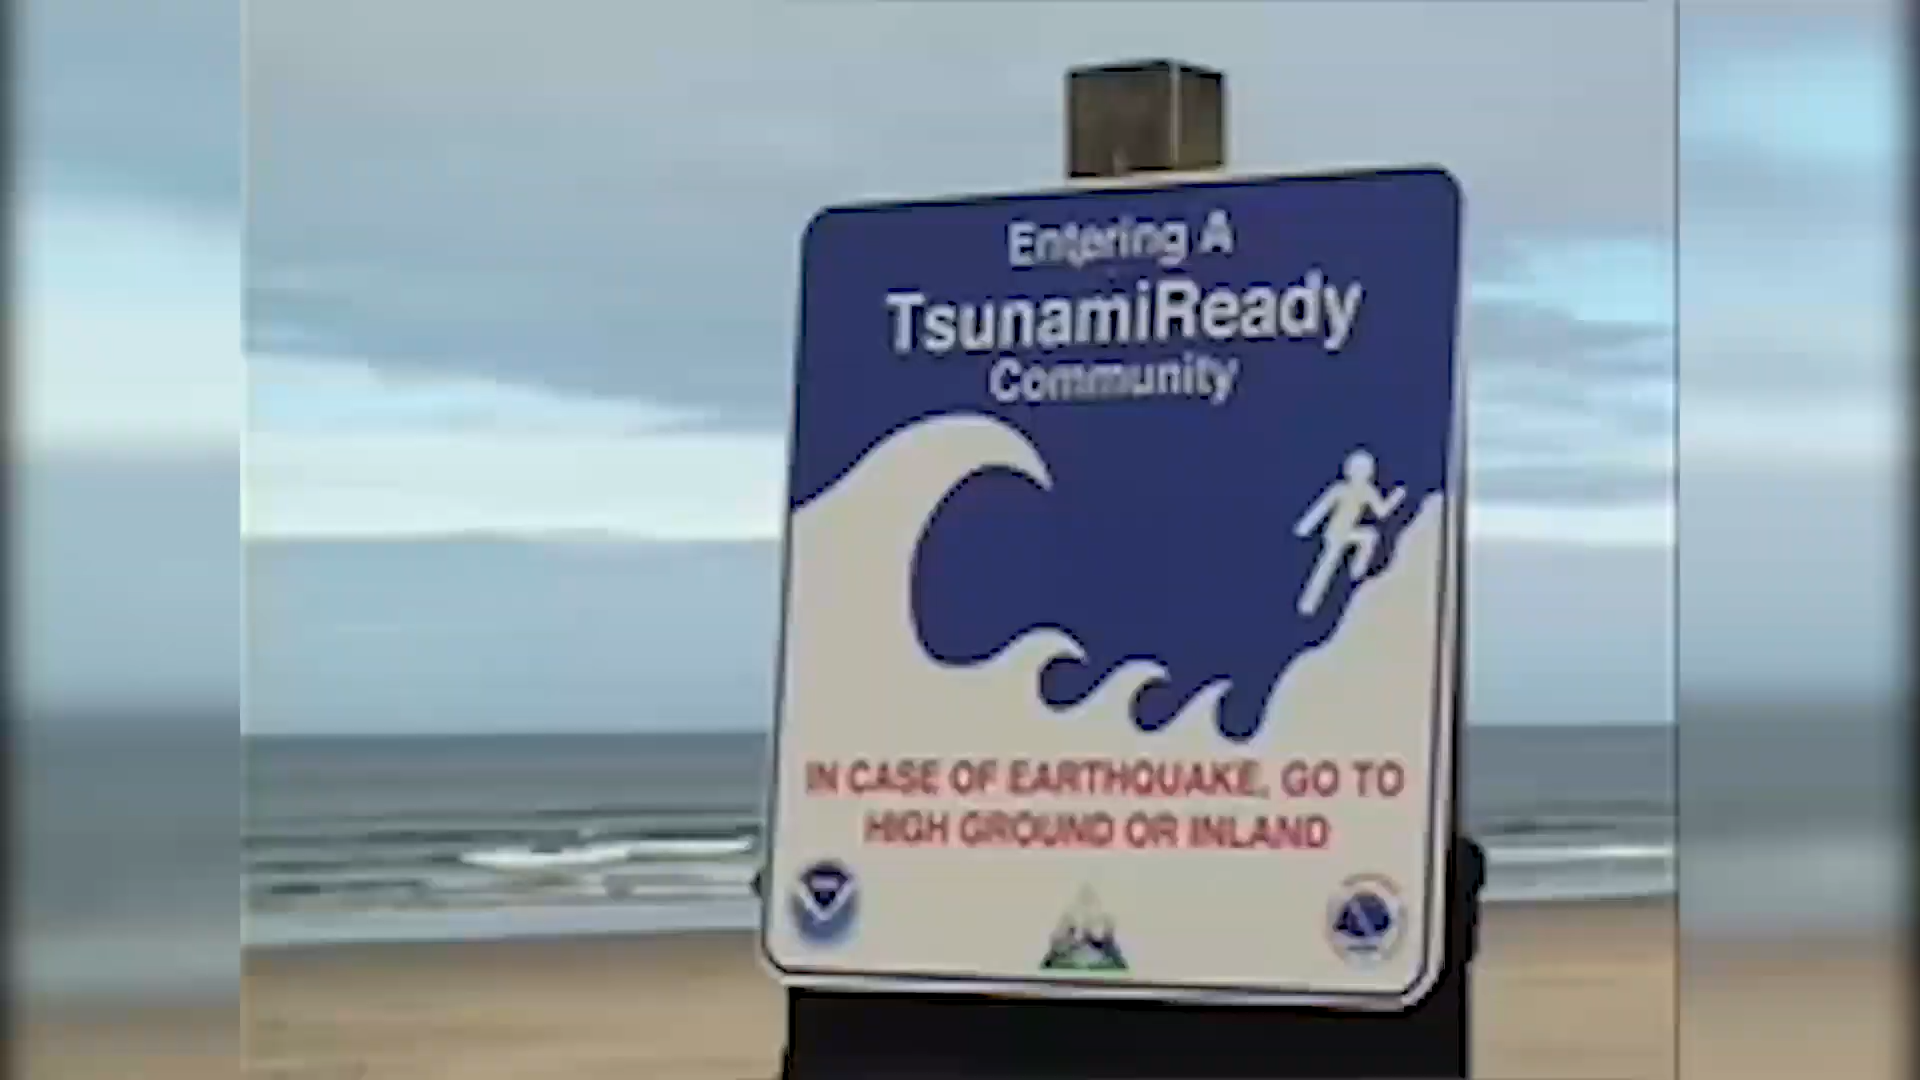 Entering A
TsunamiReady
Community
IN CASE OF EARTHQUAKE, GO TO
HIGH GROUND OR INLAND